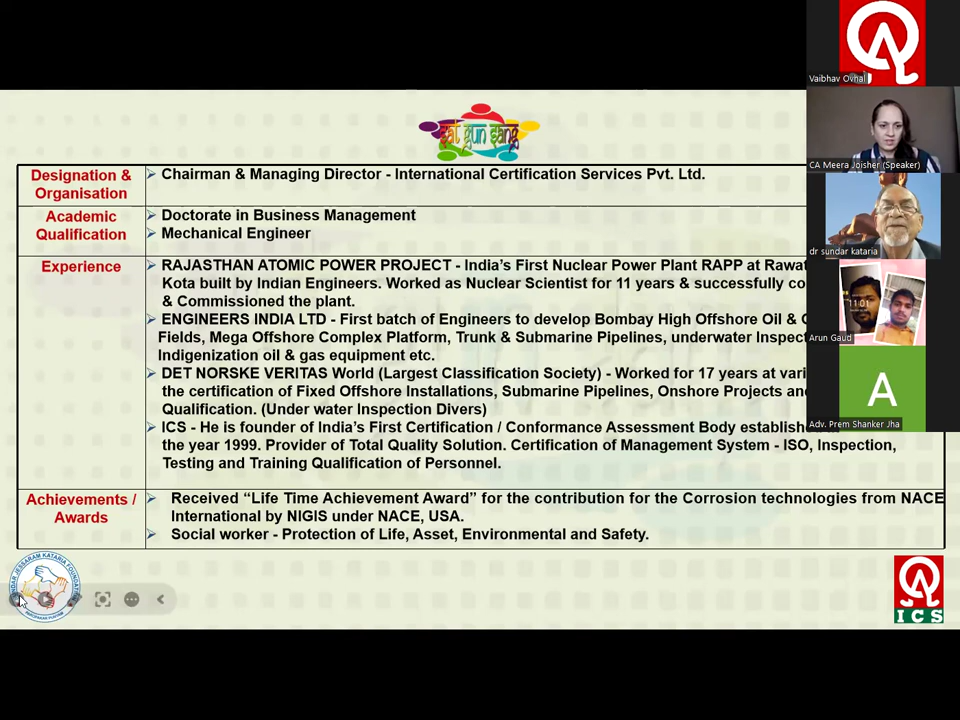 sat gun sang
Designation & Organisation
Chairman & Managing Director - International Certification Services Pvt. Ltd.
Academic Qualification
Doctorate in Business Management
Mechanical Engineer
Experience
RAJASTHAN ATOMIC POWER PROJECT - India's First Nuclear Power Plant RAPP at
Kota built by Indian Engineers. Worked as Nuclear Scientist for 11 years & successfully
& Commissioned the plant.
ENGINEERS INDIA LTD - First batch of Engineers to develop Bombay High Offshore Oil &
Fields, Mega Offshore Complex Platform, Trunk & Submarine Pipelines, underwater
Indigenization oil & gas equipment etc.
DET NORSKE VERITAS World (Largest Classification Society) - Worked for 17 years at
the certification of Fixed Offshore Installations, Submarine Pipelines, Onshore Projects
Qualification. (Under water Inspection Divers)
ICS - He is founder of India's First Certification / Conformance Assessment Body
the year 1999. Provider of Total Quality Solution. Certification of Management System - ISO, Inspection,
Testing and Training Qualification of Personnel.
Achievements / Awards
Received “Life Time Achievement Award” for the contribution for the Corrosion technologies from NACE
International by NIGIS under NACE, USA.
Social worker - Protection of Life, Asset, Environmental and Safety.
ICS
Vaibhav
CA Meera Joisher (Speaker)
dr sundar kataria
11 01
Arun Gaud
A
Adv. Prem Shanker Jha